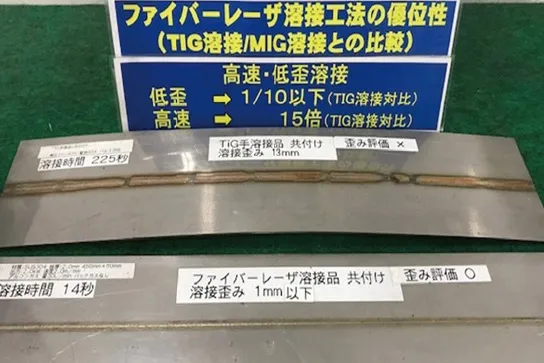 ファイバーレーザ溶接工法の優位性
（TIG溶接/MIG溶接との比較）
高速・低歪溶接
低歪 ➡ 1/10以下（TIG溶接対比）
高速 ➡ 15倍（TIG溶接対比）
溶接時間 225秒
TiG手溶接品 共付け
溶接歪み 13mm
歪み評価 ×
溶接時間 14秒
ファイバーレーザ溶接品 共付け
溶接歪み 1mm以下
歪み評価 〇